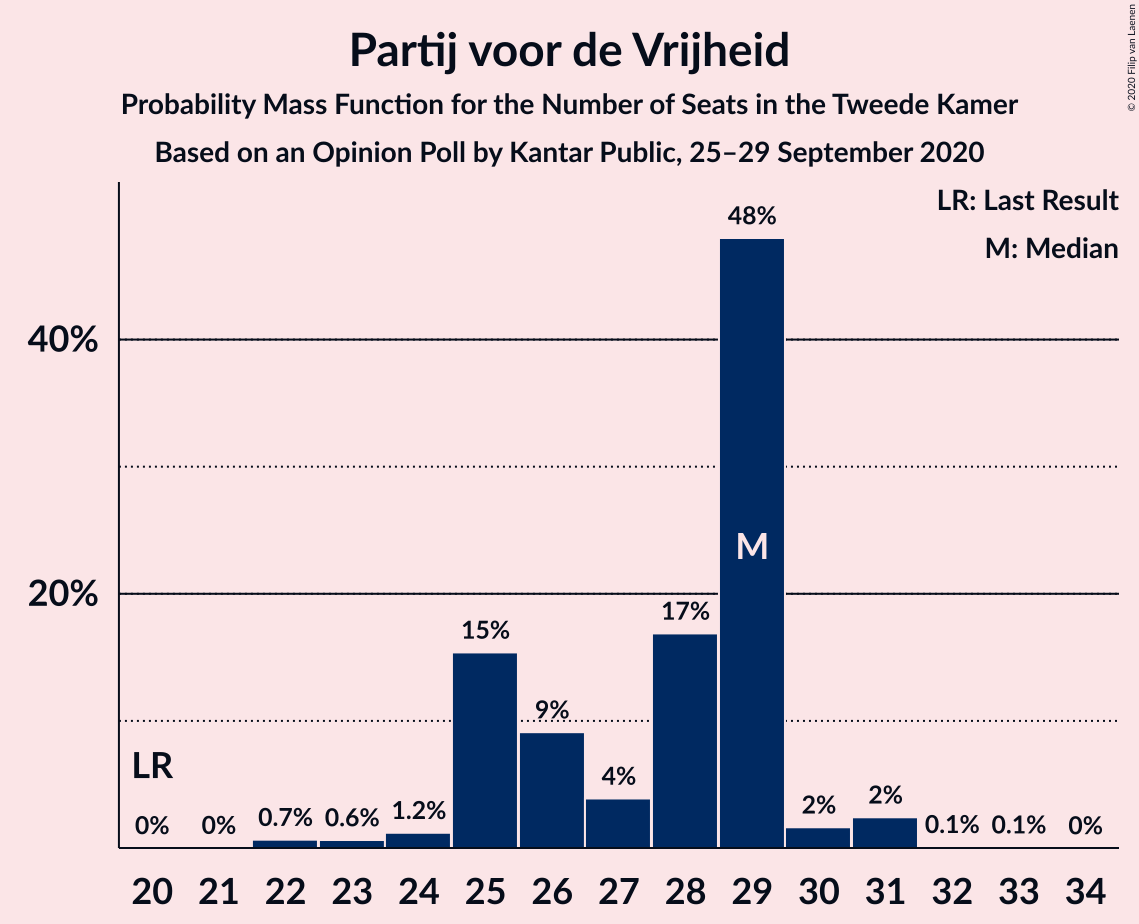 Partij voor de Vrijheid
Probability Mass Function for the Number of Seats in the Tweede Kamer
Based on an Opinion Poll by Kantar Public, 25–29 September 2020
© 2020 Filip van Laenen
LR: Last Result
M: Median
40%
20%
LR
M
0% 0% 0.7% 0.6% 1.2% 15% 9% 4% 17% 48% 2% 2% 0.1% 0.1% 0%
20 21 22 23 24 25 26 27 28 29 30 31 32 33 34